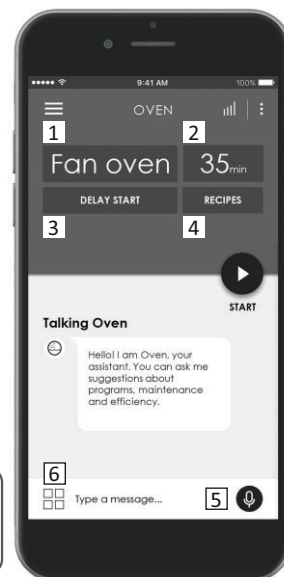 9:41 AM
100%
OVEN
1
2
Fan oven
35min
DELAY START
RECIPES
3
4
START
Talking Oven
Hello! I am Oven, your
assistant. You can ask me
suggestions about
programs, maintenance
and efficiency.
6
Type a message...
5